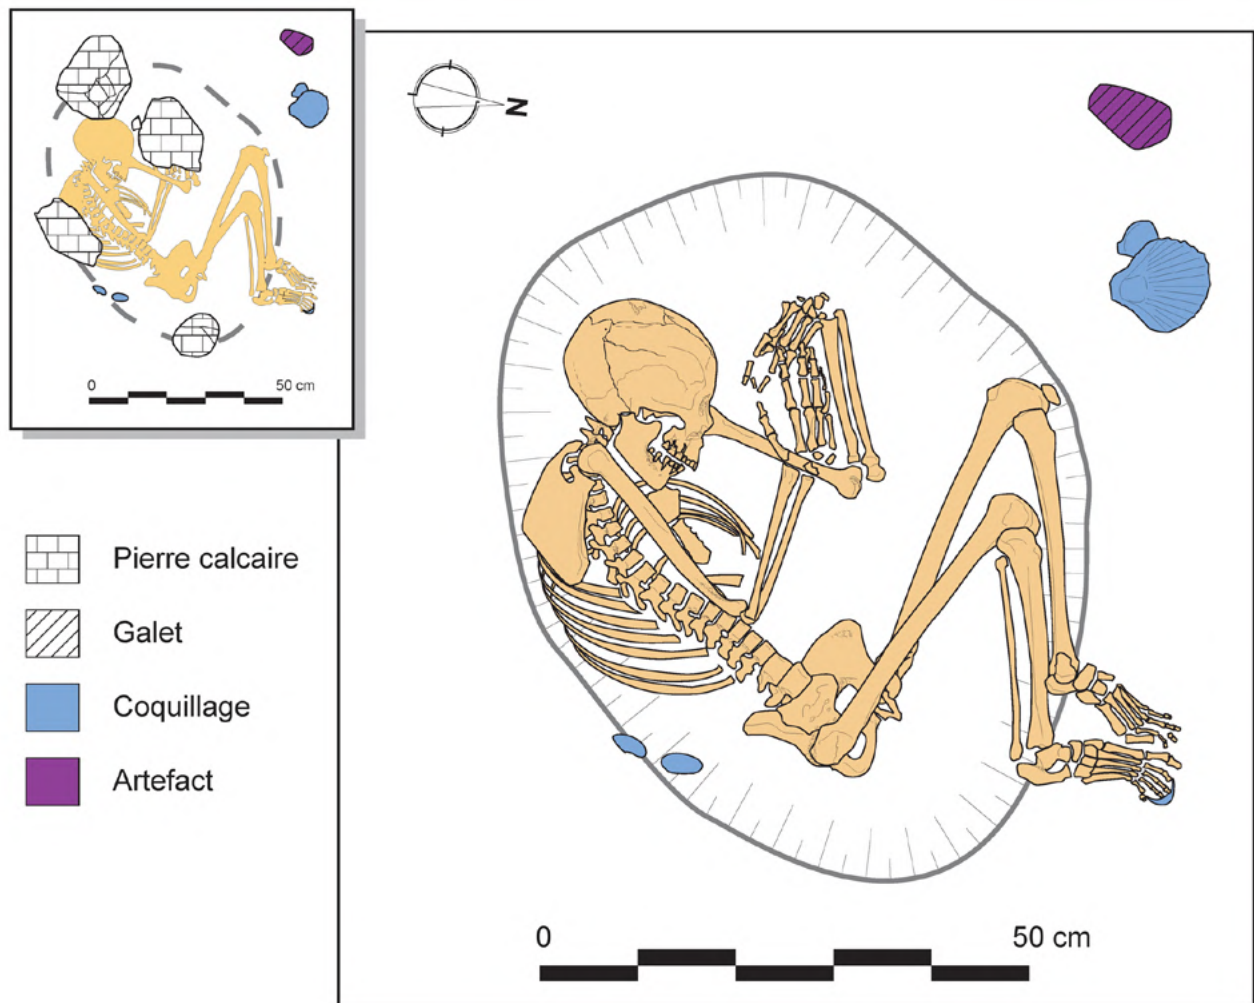 0 50 cm
N
Pierre calcaire
Galet
Coquillage
Artefact
0 50 cm